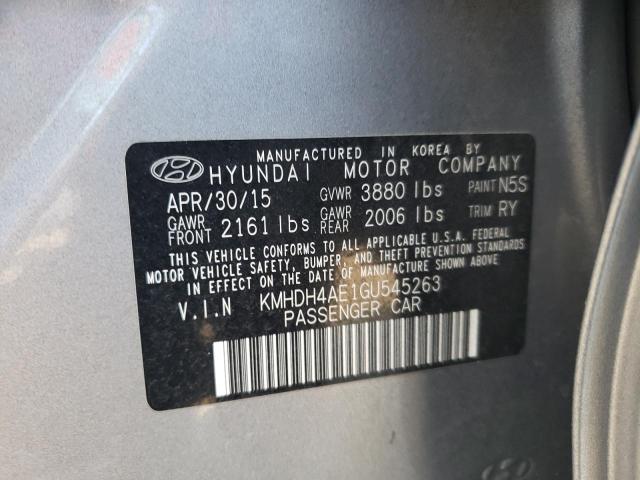 MANUFACTURED IN KOREA BY
HYUNDAI MOTOR COMPANY
APR/30/15 GVWR 3880 lbs PAINT N5S
GAWR FRONT 2161 lbs GAWR REAR 2006 lbs TRIM RY
THIS VEHICLE CONFORMS TO ALL APPLICABLE U.S.A. FEDERAL
MOTOR VEHICLE SAFETY, BUMPER, AND THEFT PREVENTION STANDARDS
IN EFFECT ON THE DATE OF MANUFACTURE SHOWN ABOVE.
V.I.N KMHDH4AE1GU545263
PASSENGER CAR